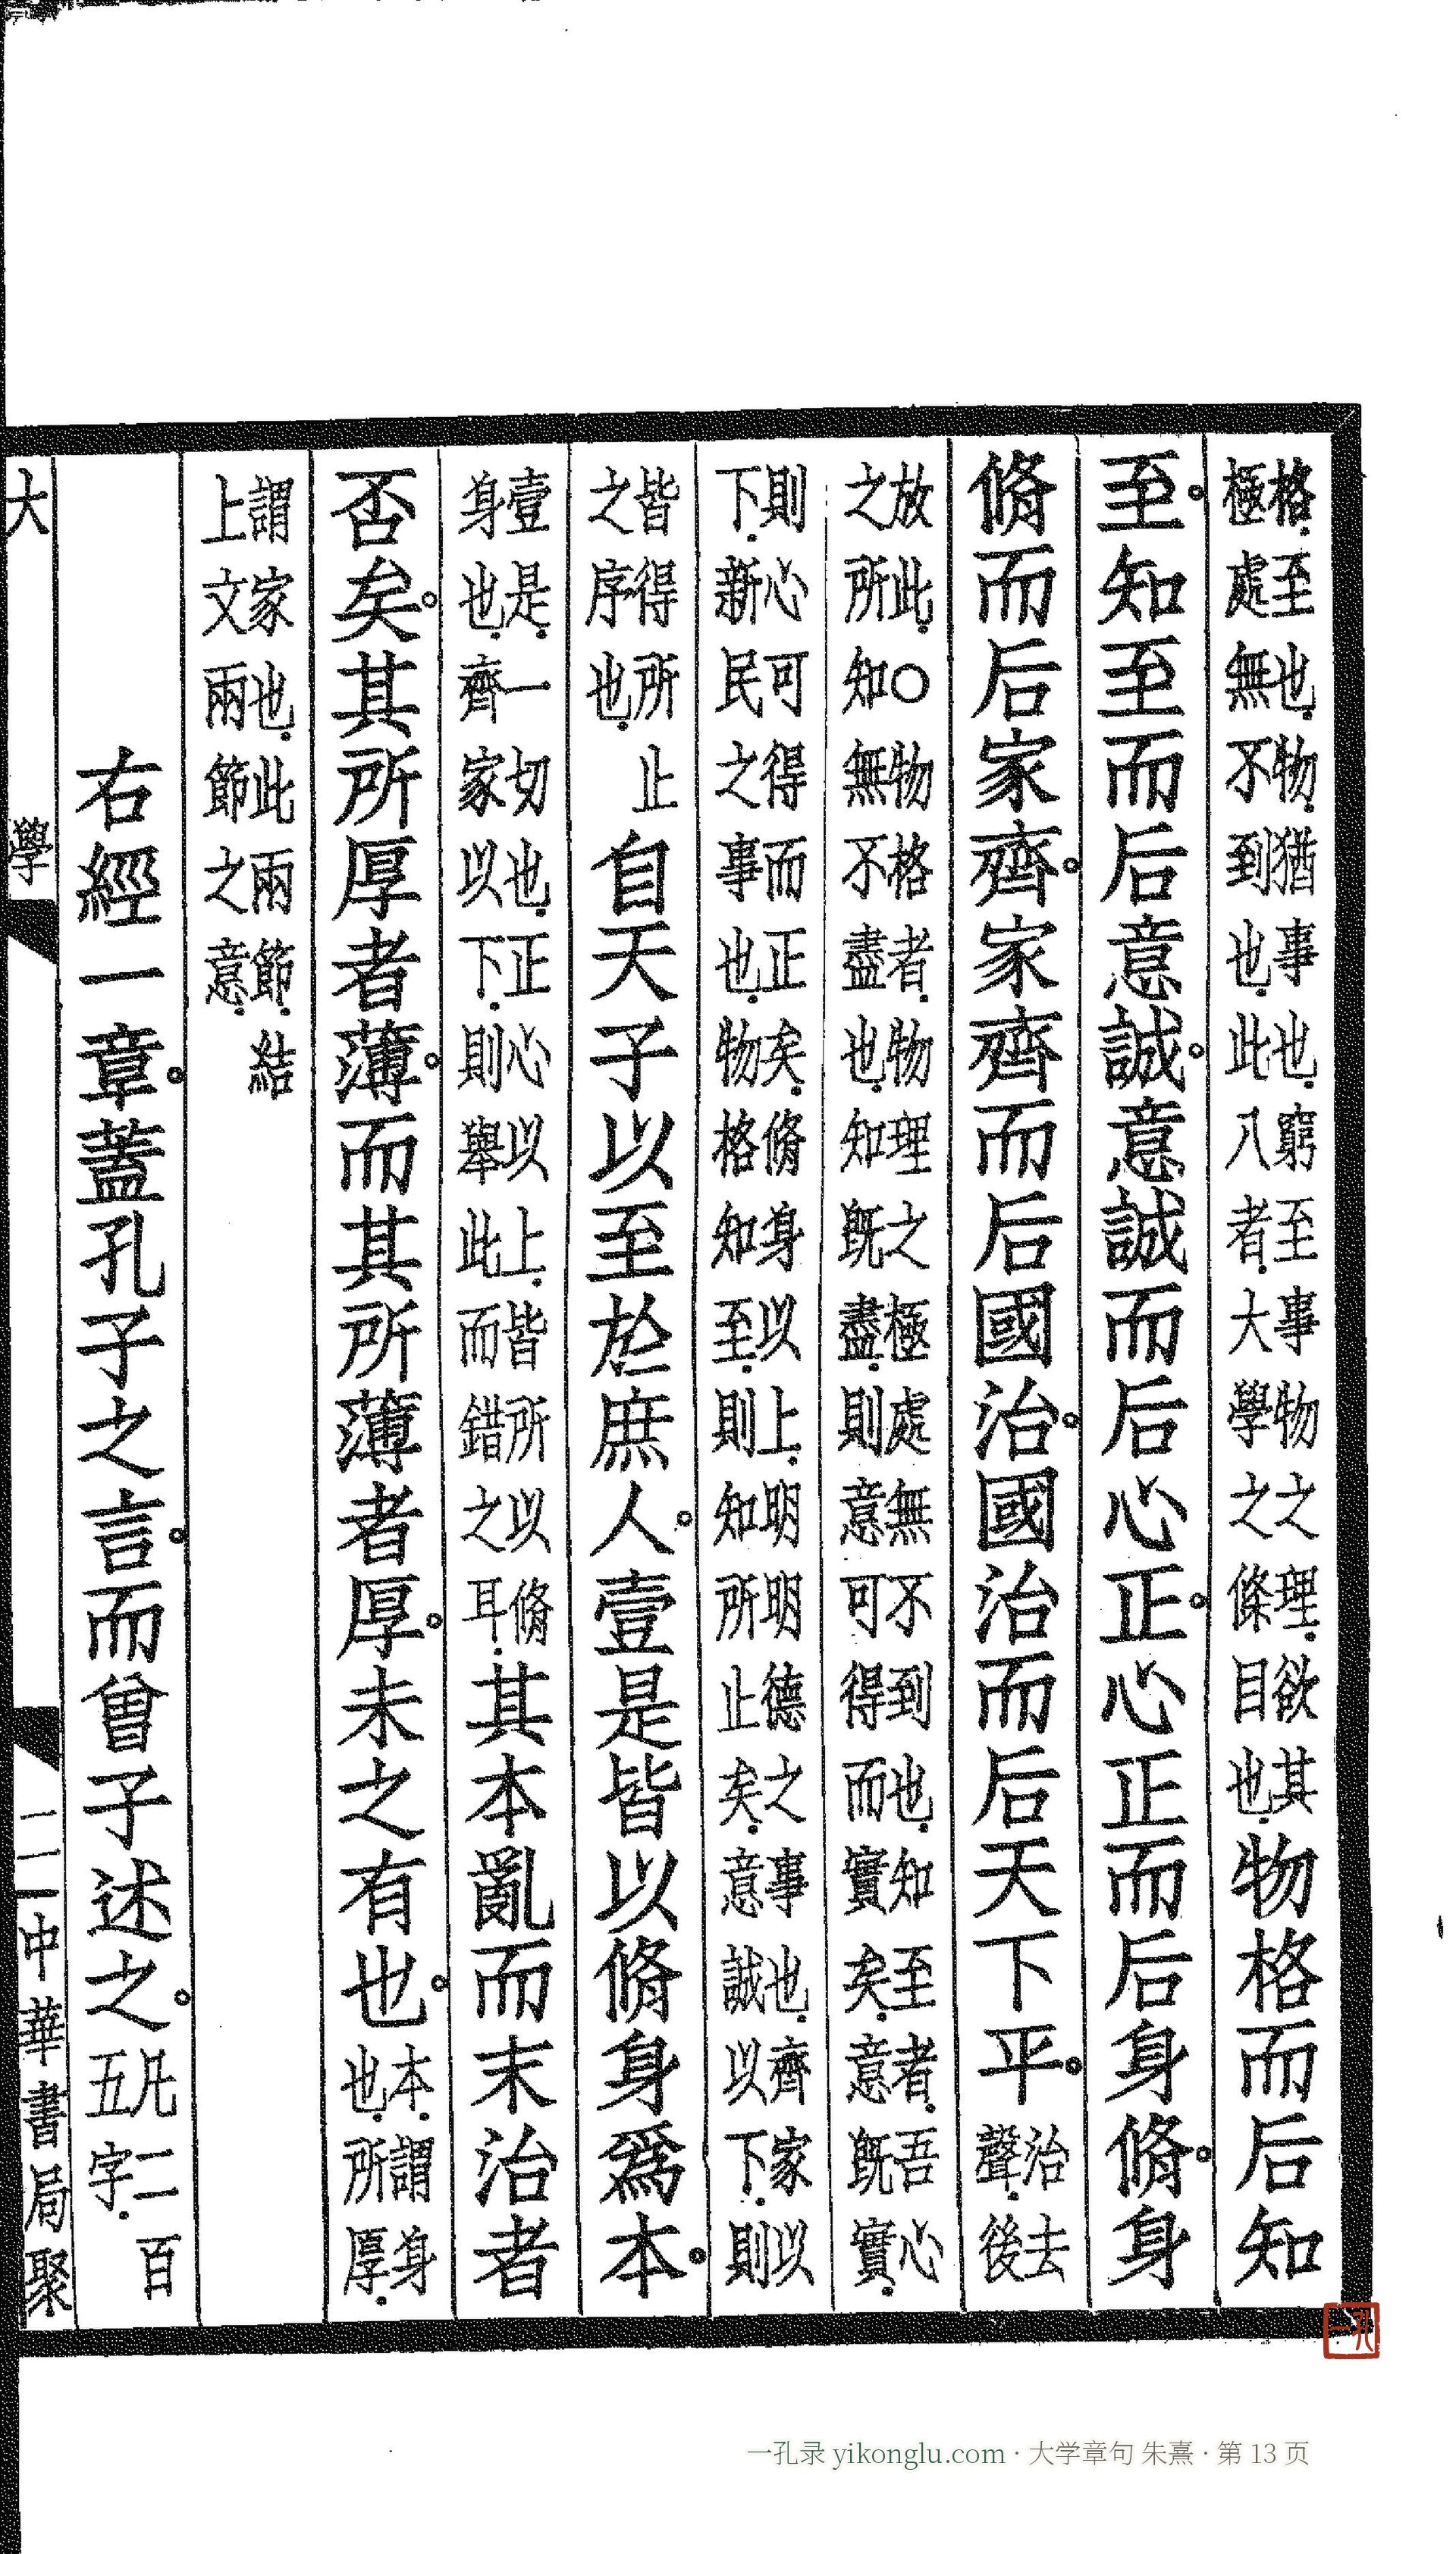 格.至也.物.猶事也.窮至事物之理.欲其
極處無不到也.此八者.大學之條目也.
物格而后知
至。知至而后意誠。意誠而后心正。心正而后身脩。身
脩而后家齊。家齊而后國治。國治而后天下平。
治去
聲.後
放此.○物格者.物理之極處無不到也.知至者.吾心
之所知無不盡也.知既盡.則意可得而實矣.意既實.
則心可得而正矣.脩身以上.明明德之事也.齊家以
下.新民之事也.物格知至.則知所止矣.意誠以下.則
皆得所止
之序也.
自天子以至於庶人。壹是皆以脩身爲本。
壹是.一切也.正心以上.皆所以脩
身也.齊家以下.則舉此而錯之耳.
其本亂而末治者
否矣。其所厚者薄。而其所薄者厚。未之有也。
本.謂身
也.所厚.
謂家也.此兩節.結
上文兩節之意.
右經一章。蓋孔子之言。而曾子述之。
凡二百
五字.
大學
二
中華書局聚
一孔
一孔录 yikonglu.com · 大学章句 朱熹 · 第 13 页